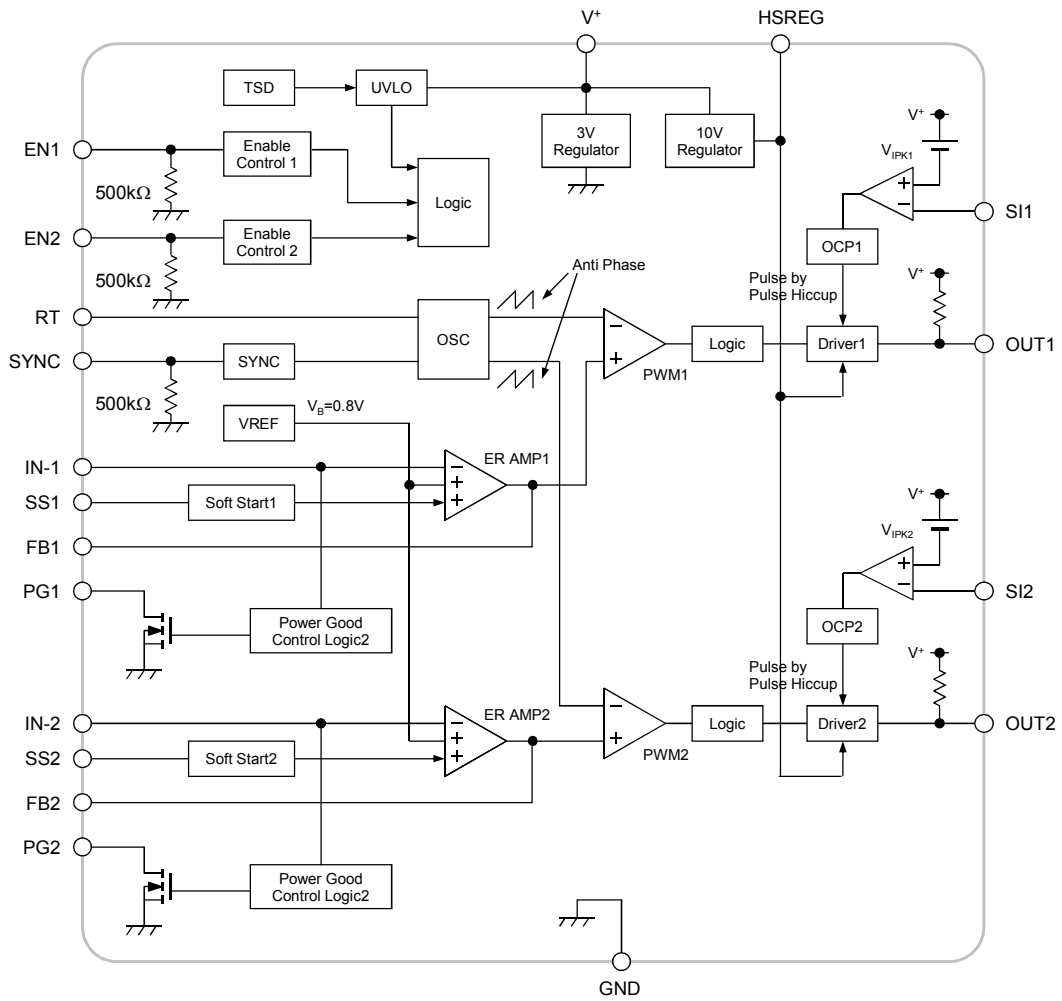 V+
HSREG
TSD
UVLO
3V
Regulator
10V
Regulator
V+
VIPK1
EN1
Enable
Control 1
500kΩ
Logic
SI1
EN2
Enable
Control 2
OCP1
500kΩ
Anti Phase
Pulse by
Pulse Hiccup
V+
RT
OSC
SYNC
SYNC
PWM1
Logic
Driver1
OUT1
500kΩ
VREF
VB=0.8V
IN-1
ER AMP1
SS1
Soft Start1
V+
FB1
VIPK2
PG1
SI2
Power Good
Control Logic2
OCP2
Pulse by
Pulse Hiccup
V+
IN-2
ER AMP2
Logic
Driver2
OUT2
SS2
Soft Start2
PWM2
FB2
PG2
Power Good
Control Logic2
GND